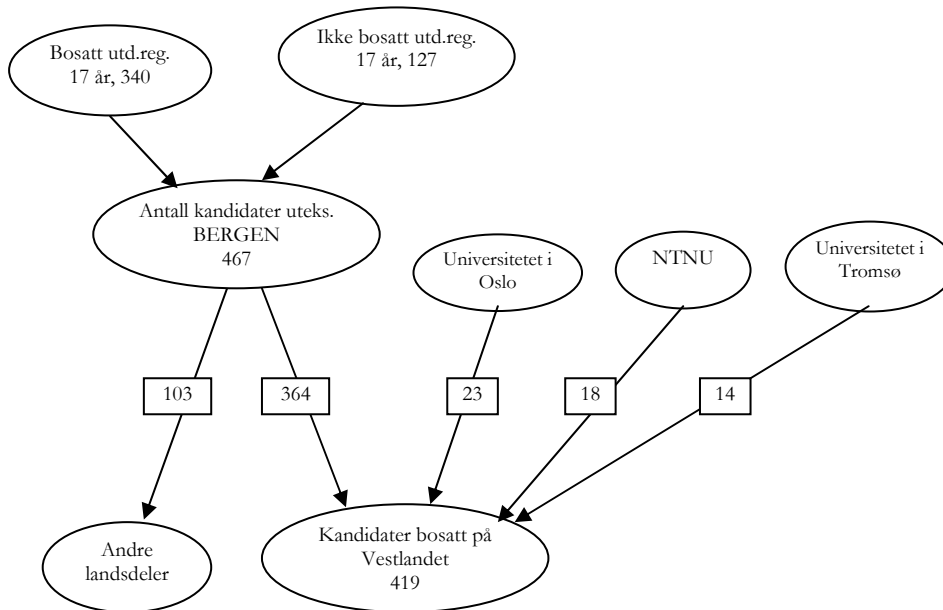 Bosatt utd.reg.
17 år, 340
Ikke bosatt utd.reg.
17 år, 127
Antall kandidater uteks.
BERGEN
467
Universitetet i
Oslo
NTNU
Universitetet i
Tromsø
103
364
23
18
14
Andre
landsdeler
Kandidater bosatt på
Vestlandet
419